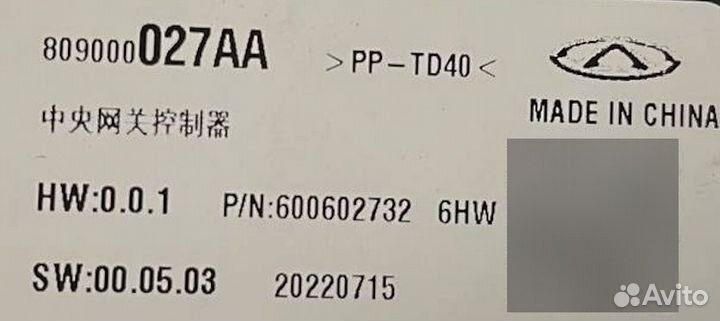 809000027AA >PP-TD40<
MADE IN CHINA
中央网关控制器
HW:0.0.1 P/N:600602732 6HW
SW:00.05.03 20220715
Avito